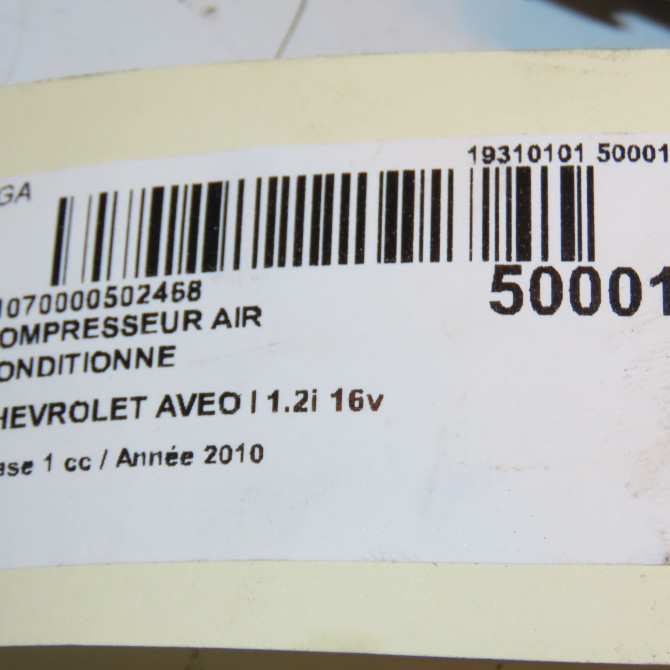 GA
19310101 50001
1070000502468
50001
OMPRESSEUR AIR
ONDITIONNE
HEVROLET AVEO I 1.2i 16v
ase 1 cc / Année 2010